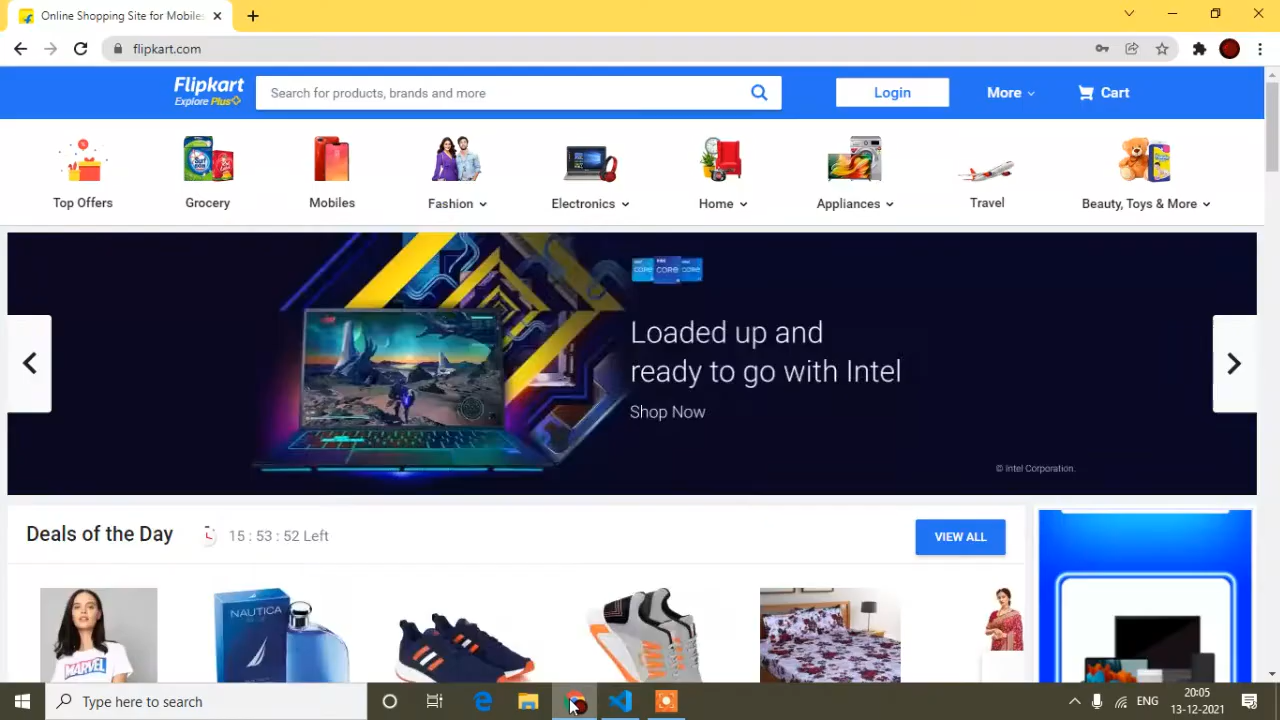 Online Shopping Site for Mobiles
flipkart.com
Flipkart
Explore Plus
Search for products, brands and more
Login
More
Cart
Top Offers
Grocery
Mobiles
Fashion
Electronics
Home
Appliances
Travel
Beauty, Toys & More
CORE CORE CORE
Loaded up and
ready to go with Intel
Shop Now
© Intel Corporation.
Deals of the Day
15 : 53 : 52 Left
VIEW ALL
NAUTICA
MARVEL
Type here to search
ENG
20:05
13-12-2021